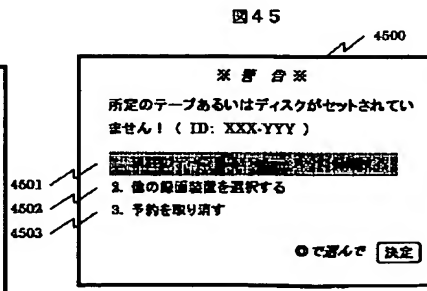 図45
4500
※ 警 告 ※
所定のテープあるいはディスクがセットされてい
ません！ ( ID: XXX-YYY )
4501
4502
2. 他の録画装置を選択する
4503
3. 予約を取り消す
で選んで 決定